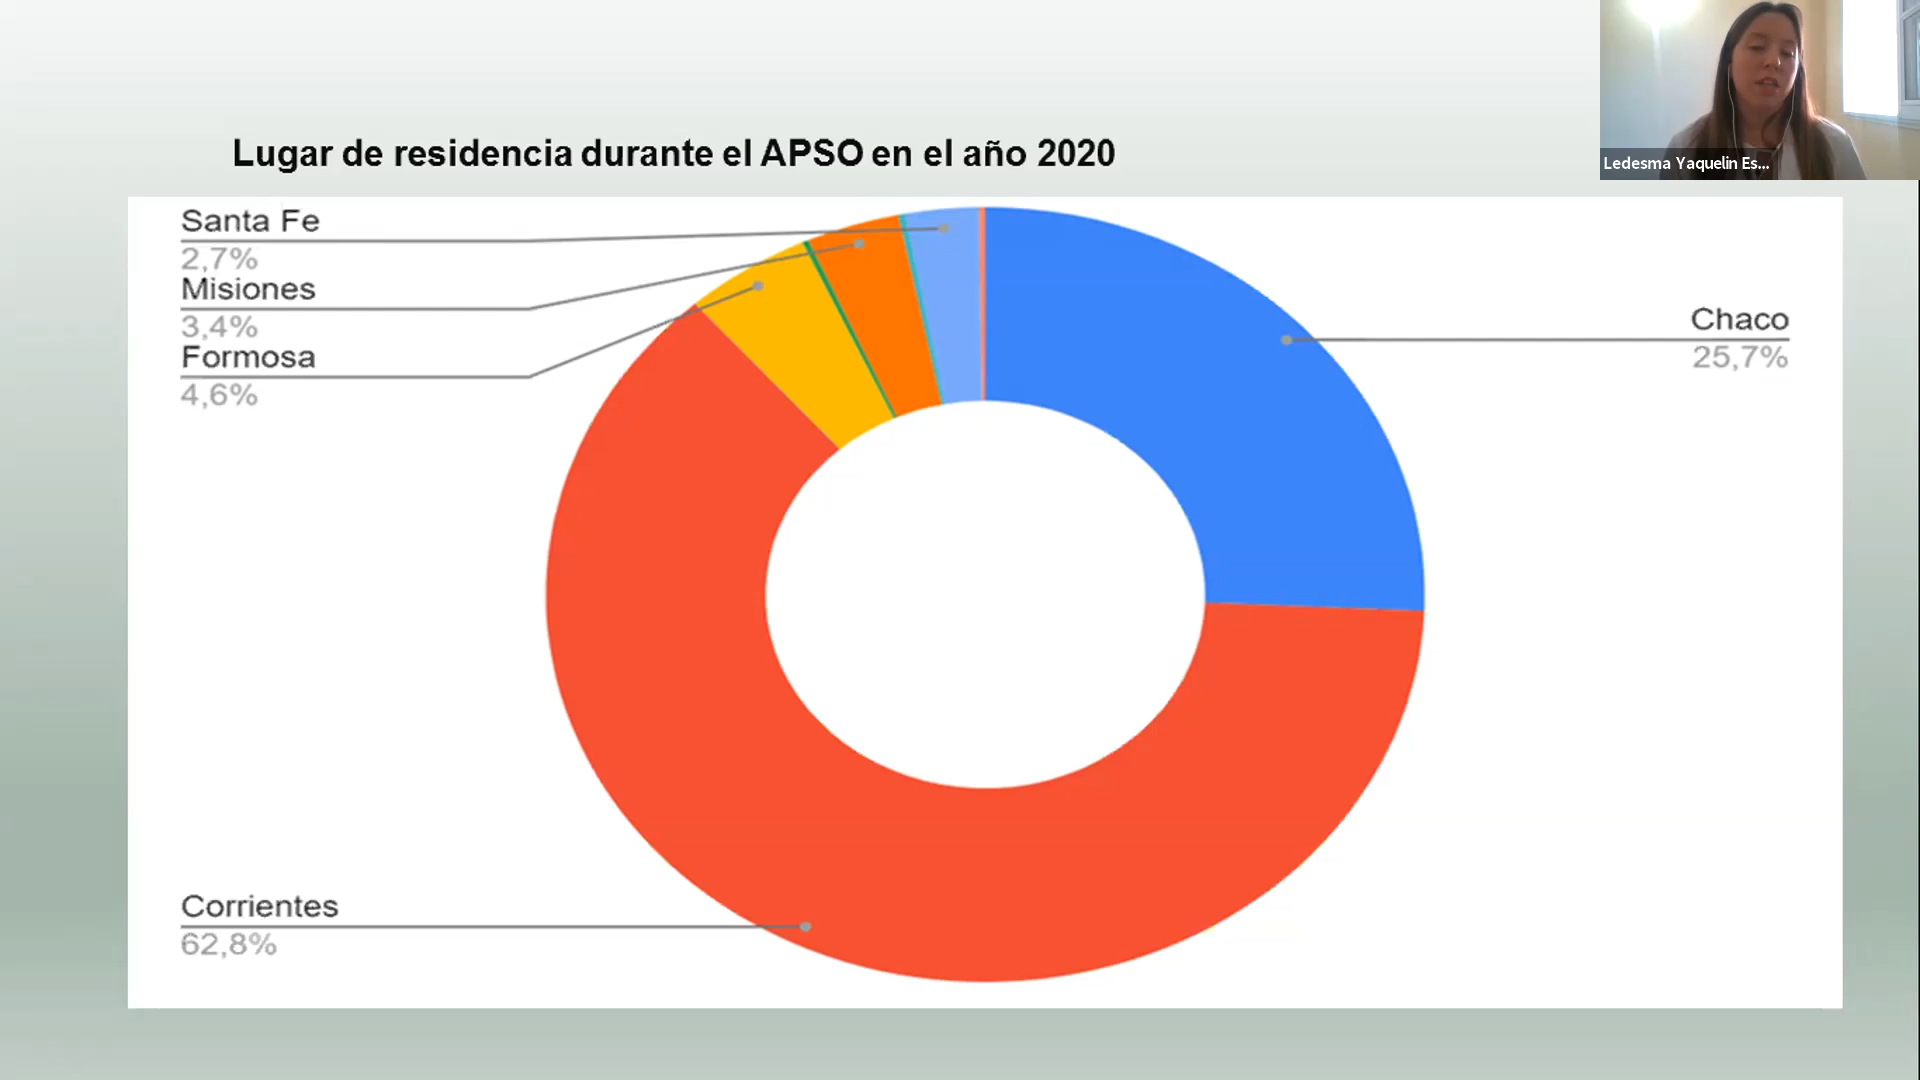 Ledesma Yaquelin Es...
Lugar de residencia durante el APSO en el año 2020
Santa Fe
2,7%
Misiones
3,4%
Formosa
4,6%
Chaco
25,7%
Corrientes
62,8%